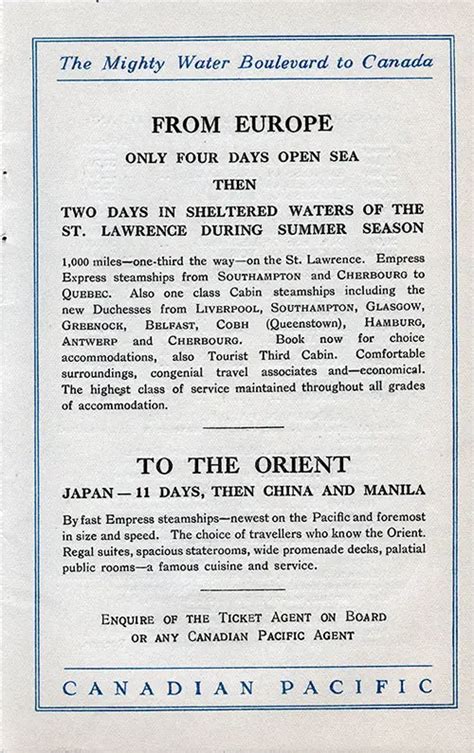 The Mighty Water Boulevard to Canada
FROM EUROPE
ONLY FOUR DAYS OPEN SEA
THEN
TWO DAYS IN SHELTERED WATERS OF THE
ST. LAWRENCE DURING SUMMER SEASON
1,000 miles—one-third the way—on the St. Lawrence. Empress
Express steamships from SOUTHAMPTON and CHERBOURG to
QUEBEC. Also one class Cabin steamships including the
new Duchesses from LIVERPOOL, SOUTHAMPTON, GLASGOW,
GREENOCK, BELFAST, COBH (Queenstown), HAMBURG,
ANTWERP and CHERBOURG. Book now for choice
accommodations, also Tourist Third Cabin. Comfortable
surroundings, congenial travel associates and—economical.
The highest class of service maintained throughout all grades
of accommodation.
TO THE ORIENT
JAPAN—11 DAYS, THEN CHINA AND MANILA
By fast Empress steamships—newest on the Pacific and foremost
in size and speed. The choice of travellers who know the Orient.
Regal suites, spacious staterooms, wide promenade decks, palatial
public rooms—a famous cuisine and service.
ENQUIRE OF THE TICKET AGENT ON BOARD
OR ANY CANADIAN PACIFIC AGENT
CANADIAN PACIFIC